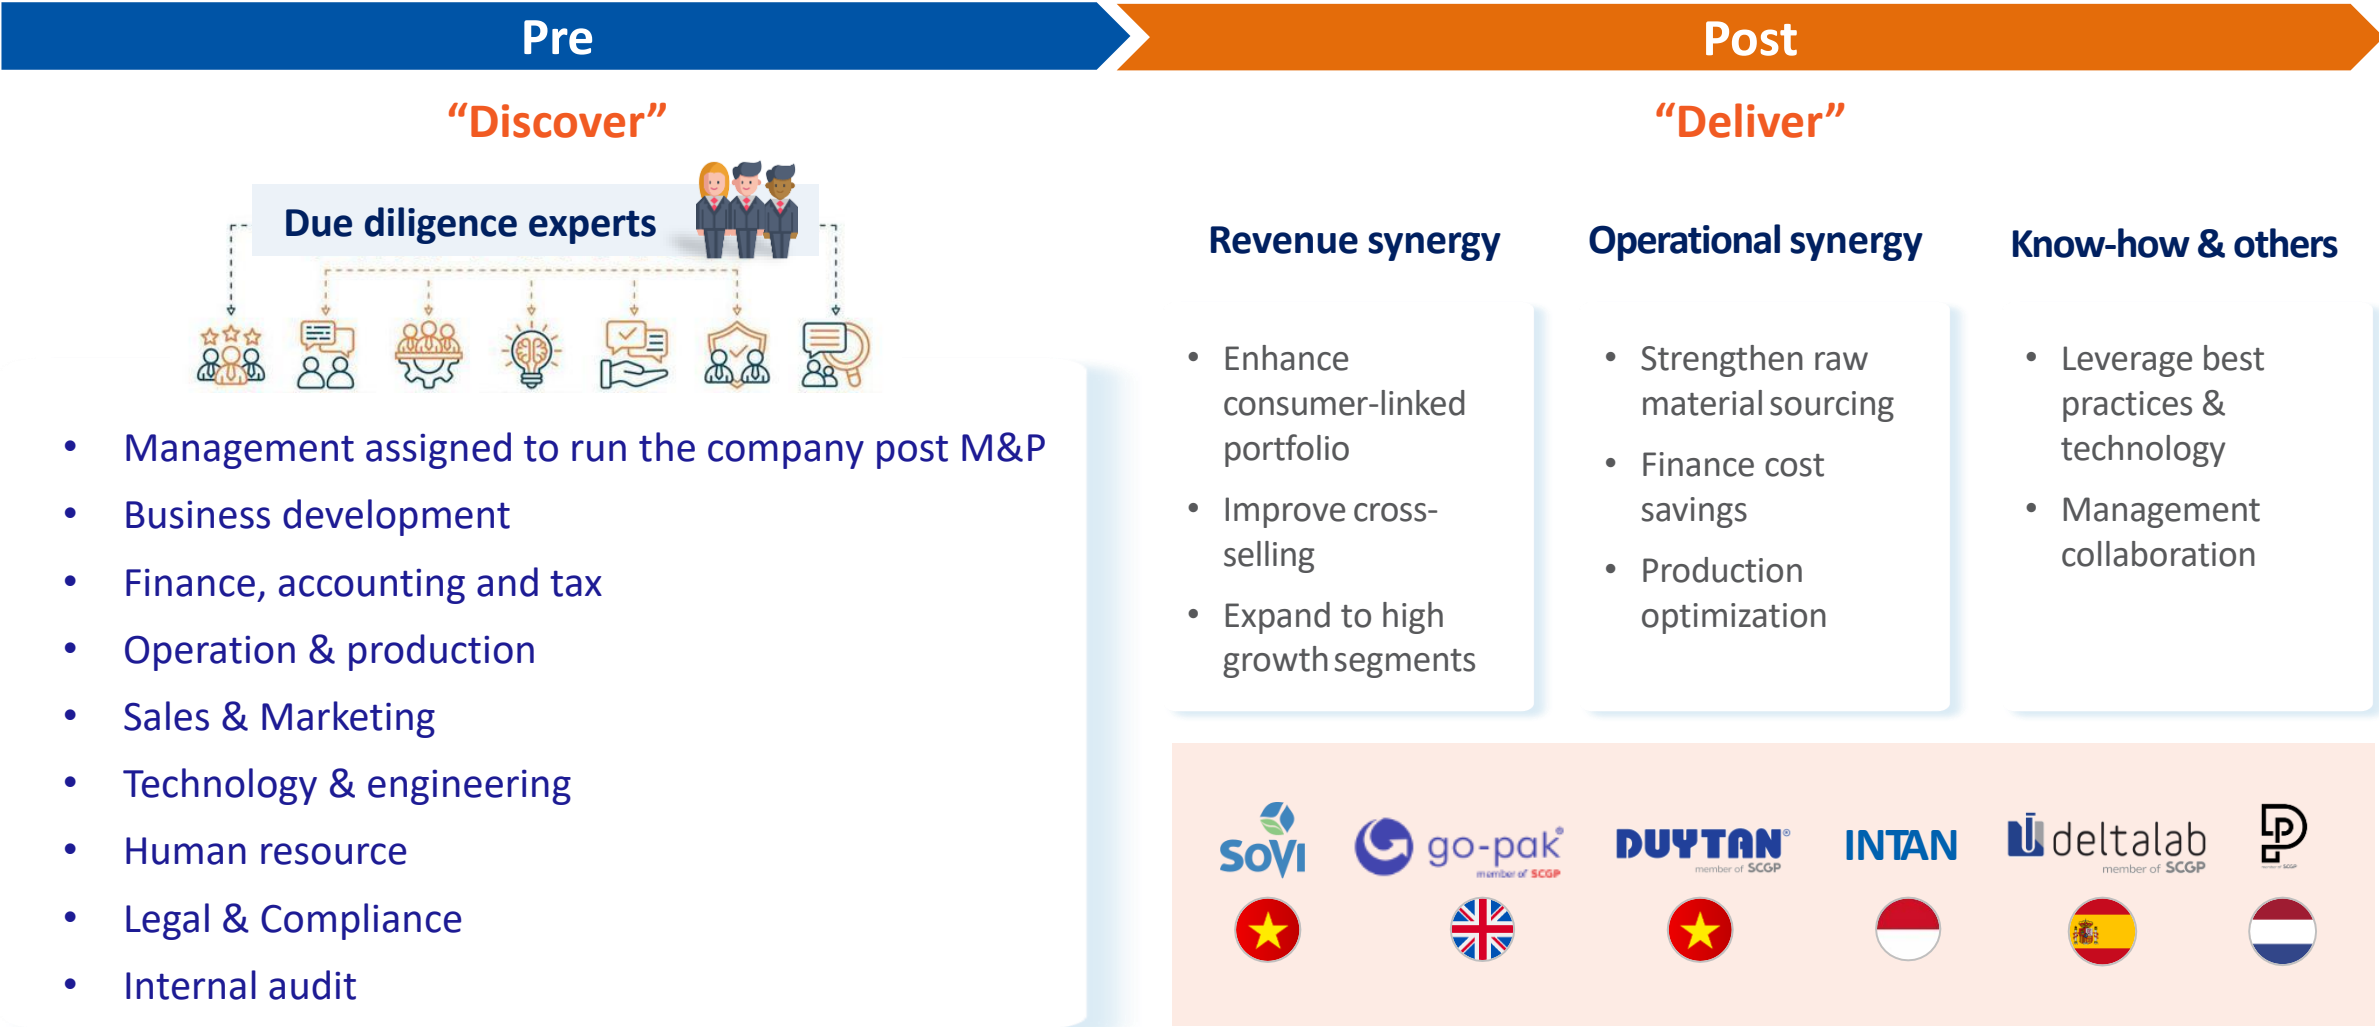 Pre
Post
“Discover”
“Deliver”
Due diligence experts
• Management assigned to run the company post M&P
• Business development
• Finance, accounting and tax
• Operation & production
• Sales & Marketing
• Technology & engineering
• Human resource
• Legal & Compliance
• Internal audit
Revenue synergy
• Enhance
consumer-linked
portfolio
• Improve cross-
selling
• Expand to high
growth segments
Operational synergy
• Strengthen raw
material sourcing
• Finance cost
savings
• Production
optimization
Know-how & others
• Leverage best
practices &
technology
• Management
collaboration
SOVI
go-pak®
member of SCGP
DUYTAN®
member of SCGP
INTAN
deltalab
member of SCGP
P